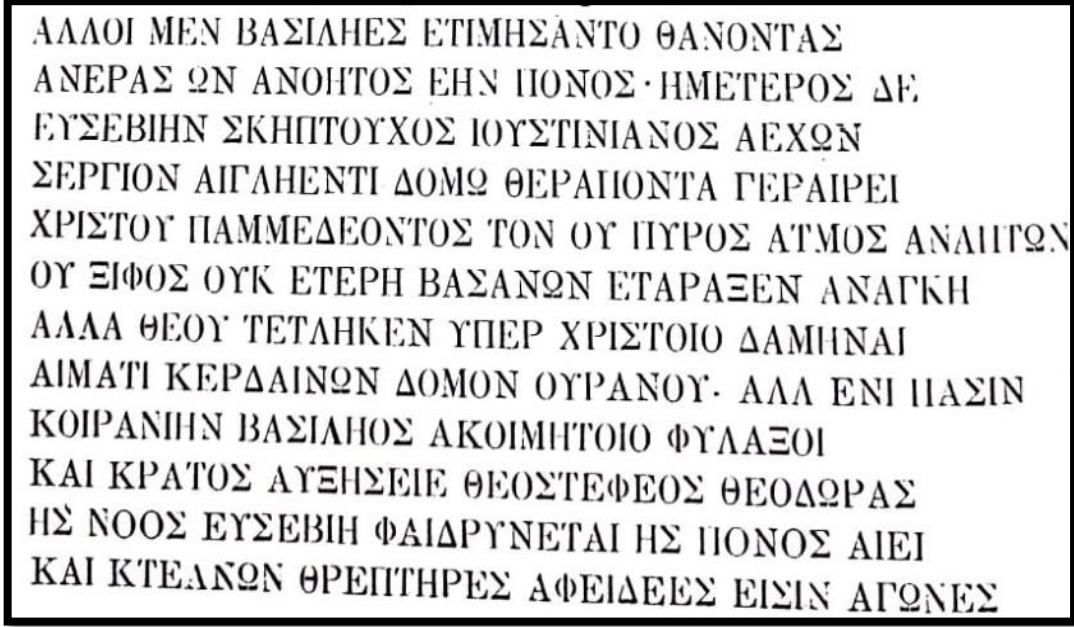 ΑΛΛΟΙ ΜΕΝ ΒΑΣΙΛΗΕΣ ΕΤΙΜΗΣΑΝΤΟ ΘΑΝΟΝΤΑΣ
ΑΝΕΡΑΣ ΩΝ ΑΝΟΗΤΟΣ ΕΗΝ ΠΟΝΟΣ · ΗΜΕΤΕΡΟΣ ΔΕ
ΕΥΣΕΒΙΗΝ ΣΚΗΠΤΟΥΧΟΣ ΙΟΥΣΤΙΝΙΑΝΟΣ ΑΕΧΩΝ
ΣΕΡΓΙΟΝ ΑΙΓΛΗΕΝΤΙ ΔΟΜΩ ΘΕΡΑΠΟΝΤΑ ΓΕΡΑΙΡΕΙ
ΧΡΙΣΤΟΥ ΠΑΜΜΕΔΕΟΝΤΟΣ ΤΟΝ ΟΥ ΠΥΡΟΣ ΑΤΜΟΣ ΑΝΑΠΤΩΝ
ΟΥ ΞΙΦΟΣ ΟΥΚ ΕΤΕΡΗ ΒΑΣΑΝΩΝ ΕΤΑΡΑΞΕΝ ΑΝΑΓΚΗ
ΑΛΛΑ ΘΕΟΥ ΤΕΤΛΗΚΕΝ ΥΠΕΡ ΧΡΙΣΤΟΙΟ ΔΑΜΗΝΑΙ
ΑΙΜΑΤΙ ΚΕΡΔΑΙΝΩΝ ΔΟΜΟΝ ΟΥΡΑΝΟΥ· ΑΛΛ ΕΝΙ ΠΑΣΙΝ
ΚΟΙΡΑΝΙΗΝ ΒΑΣΙΛΗΟΣ ΑΚΟΙΜΗΤΟΙΟ ΦΥΛΑΞΟΙ
ΚΑΙ ΚΡΑΤΟΣ ΑΥΞΗΣΕΙΕ ΘΕΟΣΤΕΦΕΟΣ ΘΕΟΔΩΡΑΣ
ΗΣ ΝΟΟΣ ΕΥΣΕΒΙΗ ΦΑΙΔΡΥΝΕΤΑΙ ΗΣ ΠΟΝΟΣ ΑΙΕΙ
ΚΑΙ ΚΤΕΑΝΩΝ ΘΡΕΠΤΗΡΕΣ ΑΦΕΙΔΕΕΣ ΕΙΣΙΝ ΑΓΩΝΕΣ